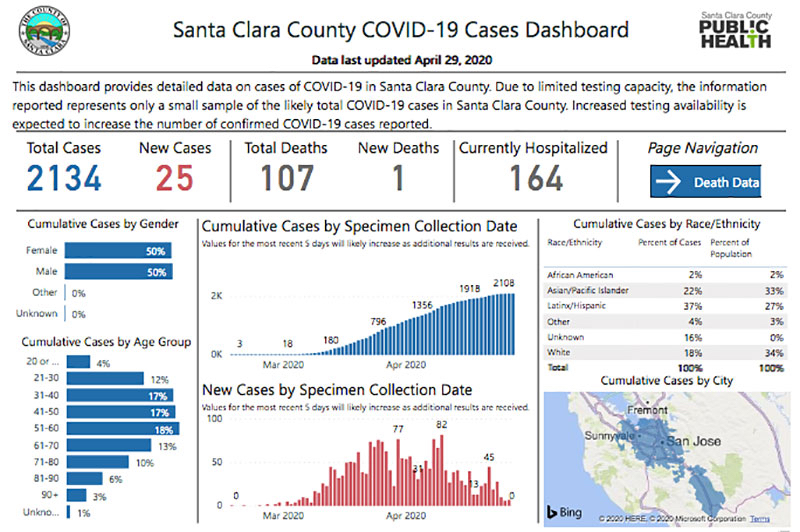 THE COUNTY OF
SANTA CLARA
Santa Clara County COVID-19 Cases Dashboard
Santa Clara County
PUBLIC
HEALTH
Data last updated April 29, 2020
This dashboard provides detailed data on cases of COVID-19 in Santa Clara County. Due to limited testing capacity, the information
reported represents only a small sample of the likely total COVID-19 cases in Santa Clara County. Increased testing availability is
expected to increase the number of confirmed COVID-19 cases reported.
Total Cases
2134
New Cases
25
Total Deaths
107
New Deaths
1
Currently Hospitalized
164
Page Navigation
Death Data
Cumulative Cases by Gender
Female 50%
Male 50%
Other 0%
Unknown 0%
Cumulative Cases by Age Group
20 or ... 4%
21-30 12%
31-40 17%
41-50 17%
51-60 18%
61-70 13%
71-80 10%
81-90 6%
90+ 3%
Unkno... 1%
Cumulative Cases by Specimen Collection Date
Values for the most recent 5 days will likely increase as additional results are received.
2K
0K
3 18 180 796 1356 1918 2108
Mar 2020 Apr 2020
New Cases by Specimen Collection Date
Values for the most recent 5 days will likely increase as additional results are received.
100
50
0
0 77 31 82 13 45 0
Mar 2020 Apr 2020
Cumulative Cases by Race/Ethnicity
Race/Ethnicity Percent of Cases Percent of
Population
African American 2% 2%
Asian/Pacific Islander 22% 33%
Latinx/Hispanic 37% 27%
Other 4% 3%
Unknown 16% 0%
White 18% 34%
Total 100% 100%
Cumulative Cases by City
Fremont
Sunnyvale
San Jose
Bing
© 2020 HERE, © 2020 Microsoft Corporation Terms